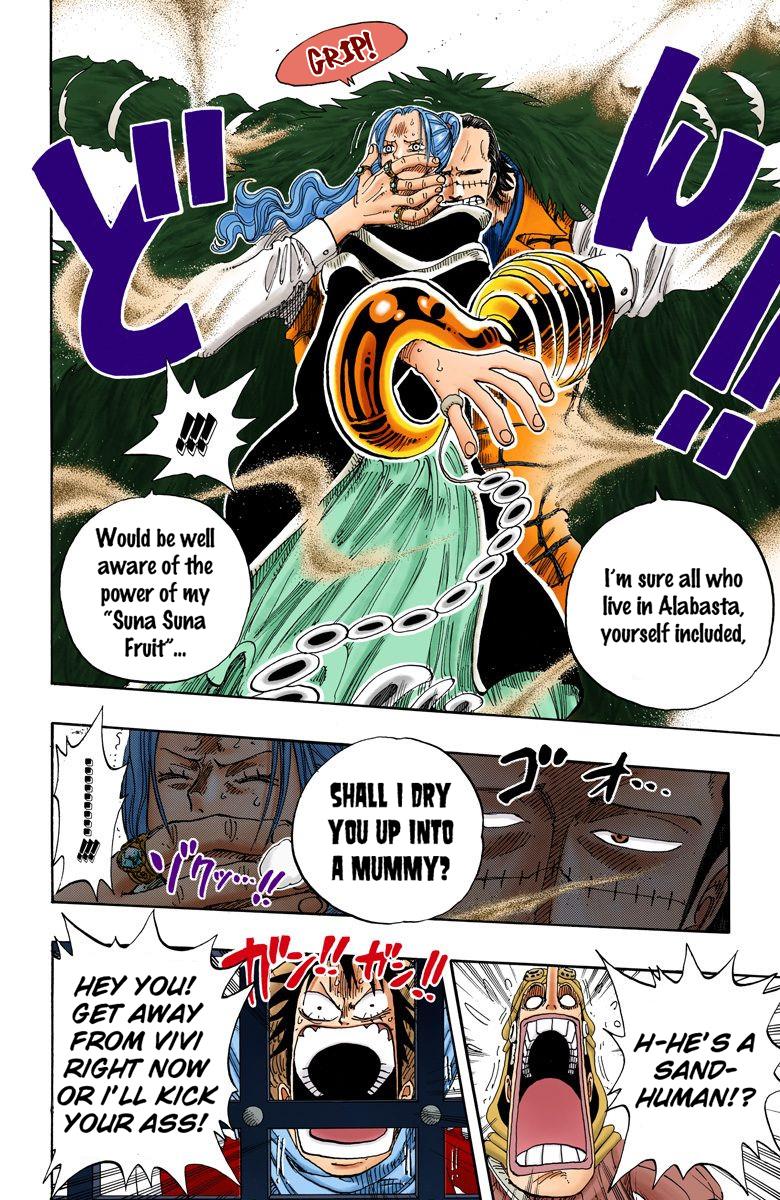 GRIP!
どーん!!
I'm sure all who
live in Alabasta,
yourself included,
!!!
Would be well
aware of the
power of my
"Suna Suna
Fruit"...
ゴオ...
SHALL I DRY
YOU UP INTO
A MUMMY?
ゾクッ...!!
..........!!!
H-HE'S A
SAND-
HUMAN!?
ガン!! ガン!!
HEY YOU!
GET AWAY
FROM VIVI
RIGHT NOW
OR I'LL KICK
YOUR ASS!